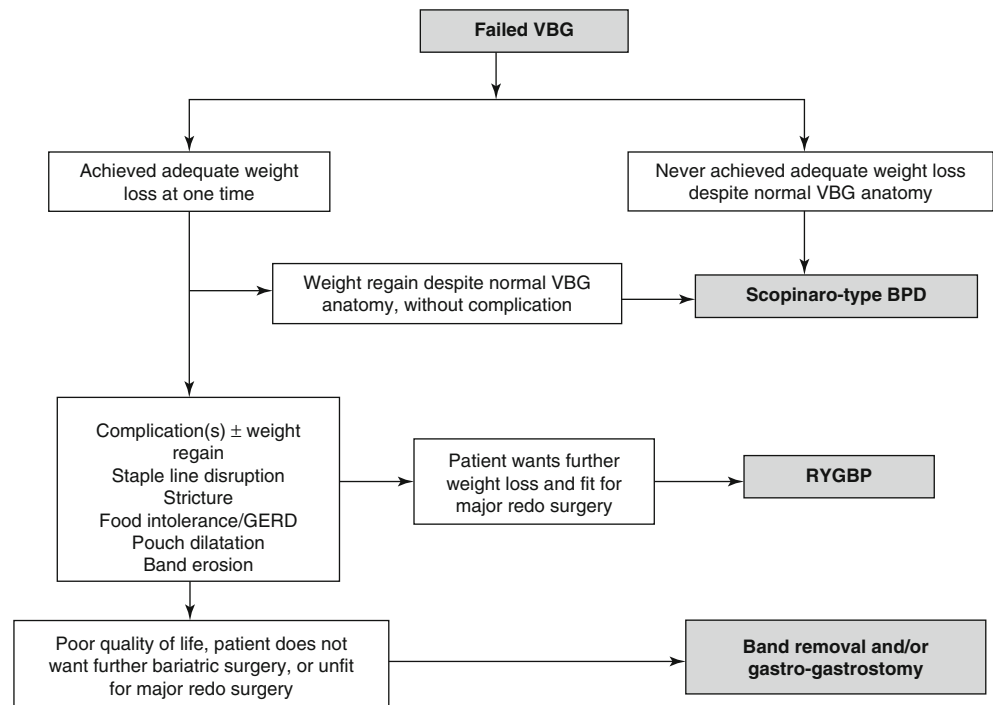 Failed VBG
Achieved adequate weight
loss at one time
Never achieved adequate weight loss
despite normal VBG anatomy
Weight regain despite normal VBG
anatomy, without complication
Scopinaro-type BPD
Complication(s) ± weight
regain
Staple line disruption
Stricture
Food intolerance/GERD
Pouch dilatation
Band erosion
Patient wants further
weight loss and fit for
major redo surgery
RYGBP
Poor quality of life, patient does not
want further bariatric surgery, or unfit
for major redo surgery
Band removal and/or
gastro-gastrostomy